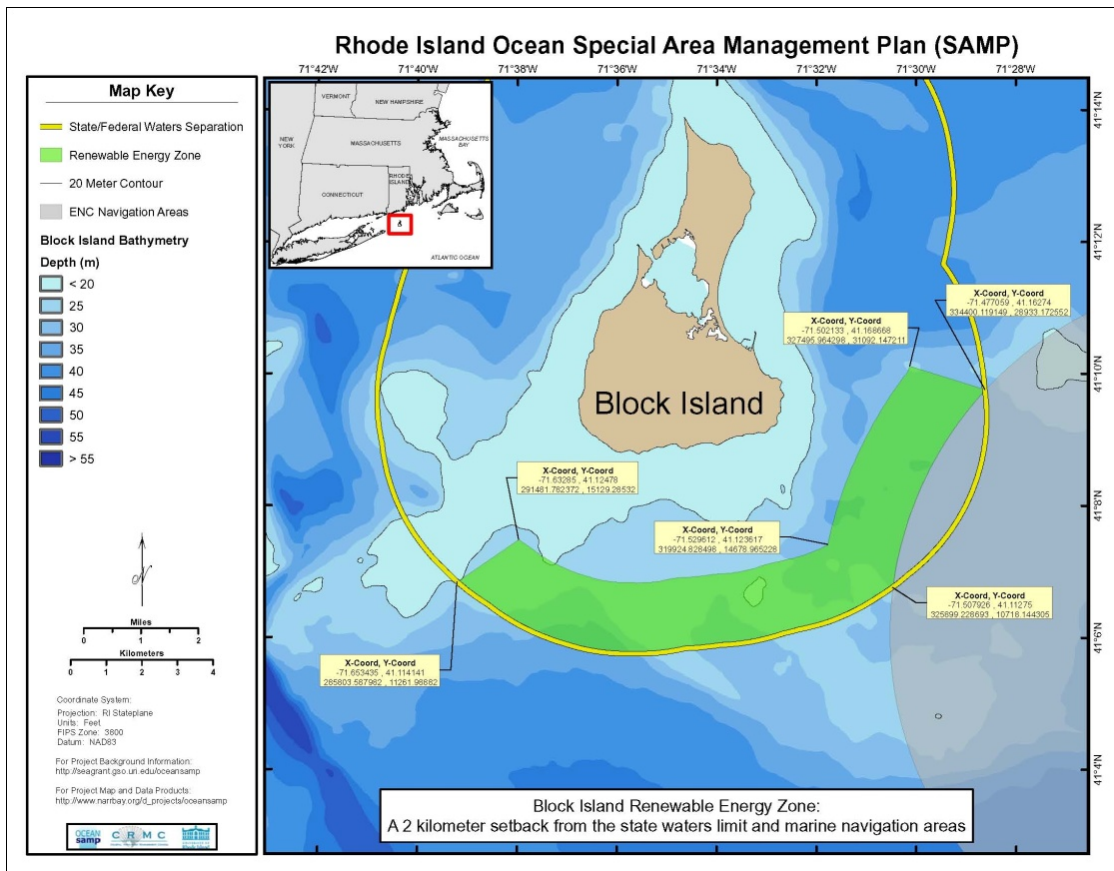 Rhode Island Ocean Special Area Management Plan (SAMP)
71°42'W 71°40'W 71°38'W 71°36'W 71°34'W 71°32'W 71°30'W 71°28'W
Map Key
State/Federal Waters Separation
Renewable Energy Zone
20 Meter Contour
ENC Navigation Areas
Block Island Bathymetry
Depth (m)
< 20
25
30
35
40
45
50
55
> 55
N
Miles
0 1 2
Kilometers
0 1 2 3 4
Coordinate System:
Projection: RI Stateplane
Units: Feet
FIPS Zone: 3800
Datum: NAD83
For Project Background Information:
http://seagrant.gso.uri.edu/oceansamp
For Project Map and Data Products:
http://www.narrbay.org/d_projects/oceansamp
OCEAN
samp
C R M C
VERMONT
NEW HAMPSHIRE
NEW
YORK
MASSACHUSETTS
MASSACHUSETTS
BAY
CONNECTICUT
RHODE
ISLAND
ATLANTIC OCEAN
41°14'N
41°12'N
41°10'N
41°8'N
41°6'N
41°4'N
X-Coord, Y-Coord
-71.477059 , 41.16274
334400.119149 , 28933.172552
X-Coord, Y-Coord
-71.502133 , 41.168668
327495.964298 , 31092.147211
Block Island
X-Coord, Y-Coord
-71.63285 , 41.12478
291481.782372 , 15129.28532
X-Coord, Y-Coord
-71.529612 , 41.123617
319924.828498 , 14678.965228
X-Coord, Y-Coord
-71.507926 , 41.11275
325899.226693 , 10718.144305
X-Coord, Y-Coord
-71.653435 , 41.114141
285803.587982 , 11261.98882
Block Island Renewable Energy Zone:
A 2 kilometer setback from the state waters limit and marine navigation areas